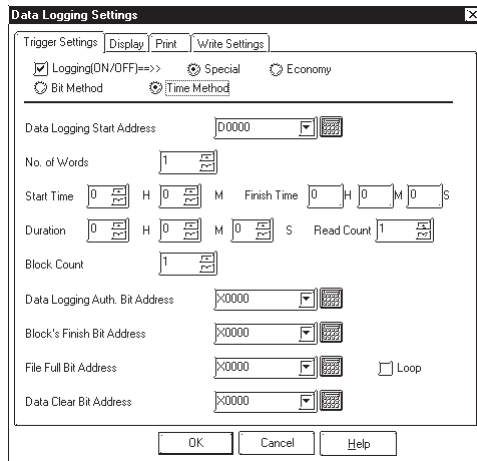 Data Logging Settings
Trigger Settings Display Print Write Settings
Logging(ON/OFF)==>> Special Economy
Bit Method Time Method
Data Logging Start Address D0000
No. of Words 1
Start Time 0 H 0 M Finish Time 0 H 0 M 0 S
Duration 0 H 0 M 0 S Read Count 1
Block Count 1
Data Logging Auth. Bit Address X0000
Block's Finish Bit Address X0000
File Full Bit Address X0000 Loop
Data Clear Bit Address X0000
OK Cancel Help